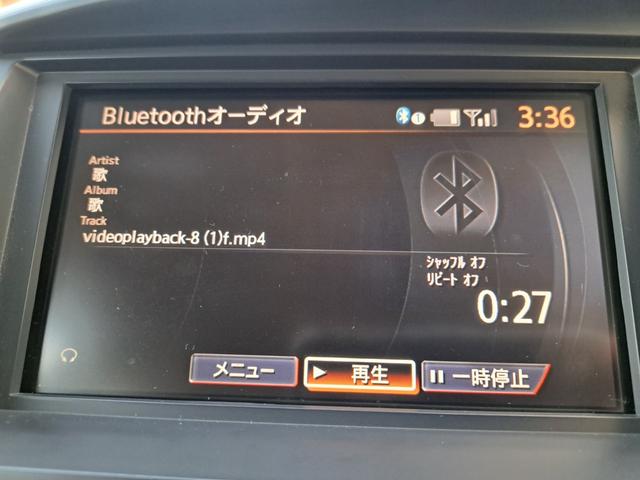 Bluetoothオーディオ
3:36
Artist
歌
Album
歌
Track
videoplayback-8 (1)f.mp4
シャッフル オフ
リピート オフ
0:27
メニュー
再生
一時停止